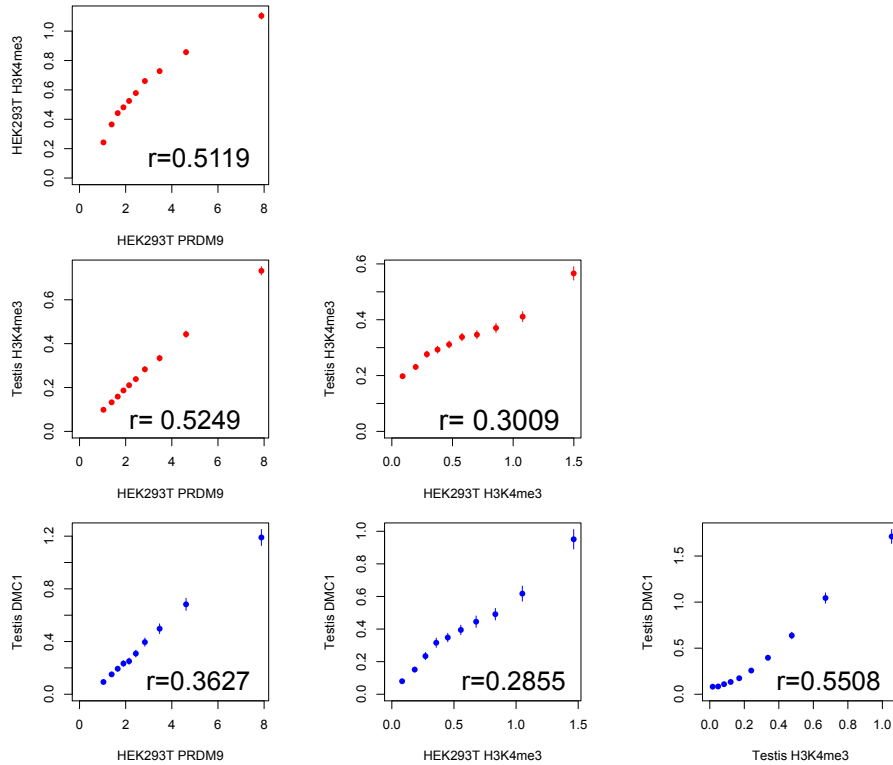 HEK293T H3K4me3
1.0
0.8
0.6
0.4
0.2
0.0
r=0.5119
0 2 4 6 8
HEK293T PRDM9
Testis H3K4me3
0.6
0.4
0.2
0.0
r= 0.5249
0 2 4 6 8
HEK293T PRDM9
Testis H3K4me3
0.6
0.4
0.2
0.0
r= 0.3009
0.0 0.5 1.0 1.5
HEK293T H3K4me3
Testis DMC1
1.2
0.8
0.4
0.0
r=0.3627
0 2 4 6 8
HEK293T PRDM9
Testis DMC1
1.0
0.8
0.6
0.4
0.2
0.0
r=0.2855
0.0 0.5 1.0 1.5
HEK293T H3K4me3
Testis DMC1
1.5
1.0
0.5
0.0
r=0.5508
0.0 0.2 0.4 0.6 0.8 1.0
Testis H3K4me3